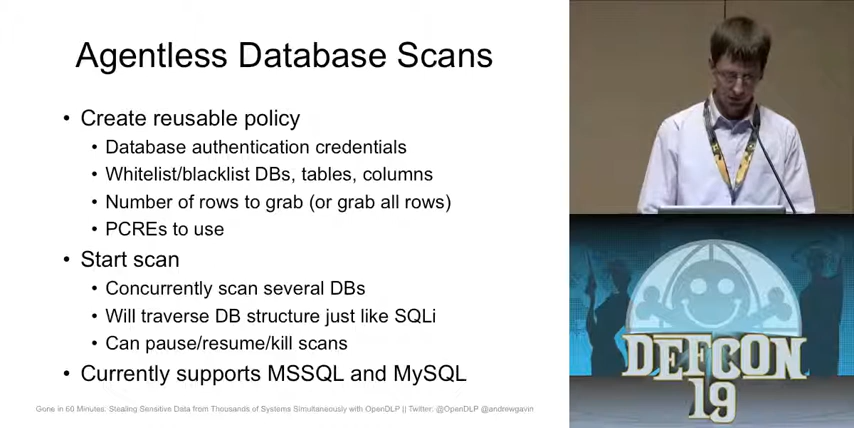 Agentless Database Scans
• Create reusable policy
• Database authentication credentials
• Whitelist/blacklist DBs, tables, columns
• Number of rows to grab (or grab all rows)
• PCREs to use
• Start scan
• Concurrently scan several DBs
• Will traverse DB structure just like SQLi
• Can pause/resume/kill scans
• Currently supports MSSQL and MySQL
Gone in 60 Minutes: Stealing Sensitive Data from Thousands of Systems Simultaneously with OpenDLP || Twitter: @OpenDLP @andrewgavin
DEFCON
19